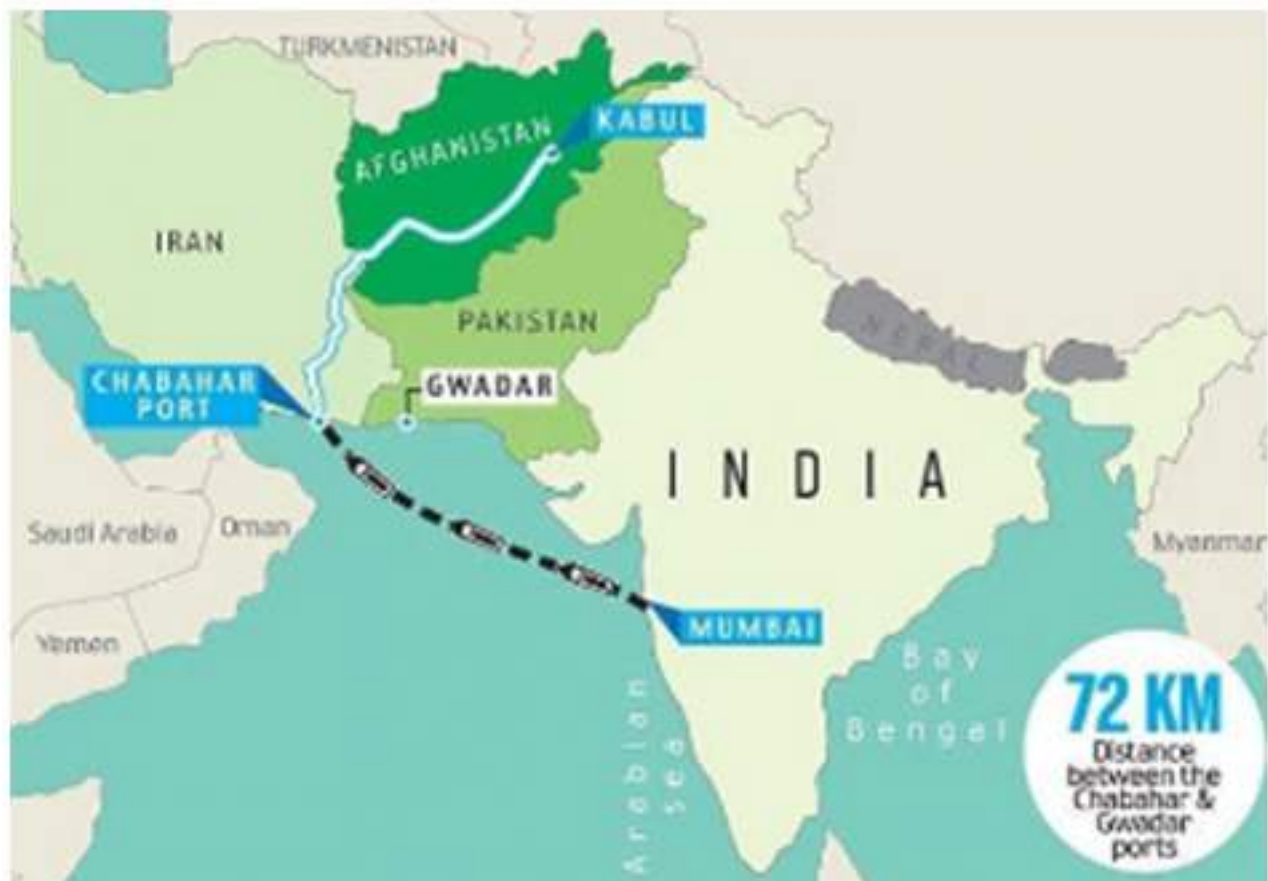 TURKMENISTAN
KABUL
AFGHANISTAN
IRAN
PAKISTAN
NEPAL
CHABAHAR
PORT
GWADAR
INDIA
Saudi Arabia
Oman
Myanmar
Yemen
MUMBAI
Arabian
Sea
Bay
of
Bengal
72 KM
Distance
between the
Chabahar &
Gwadar
ports